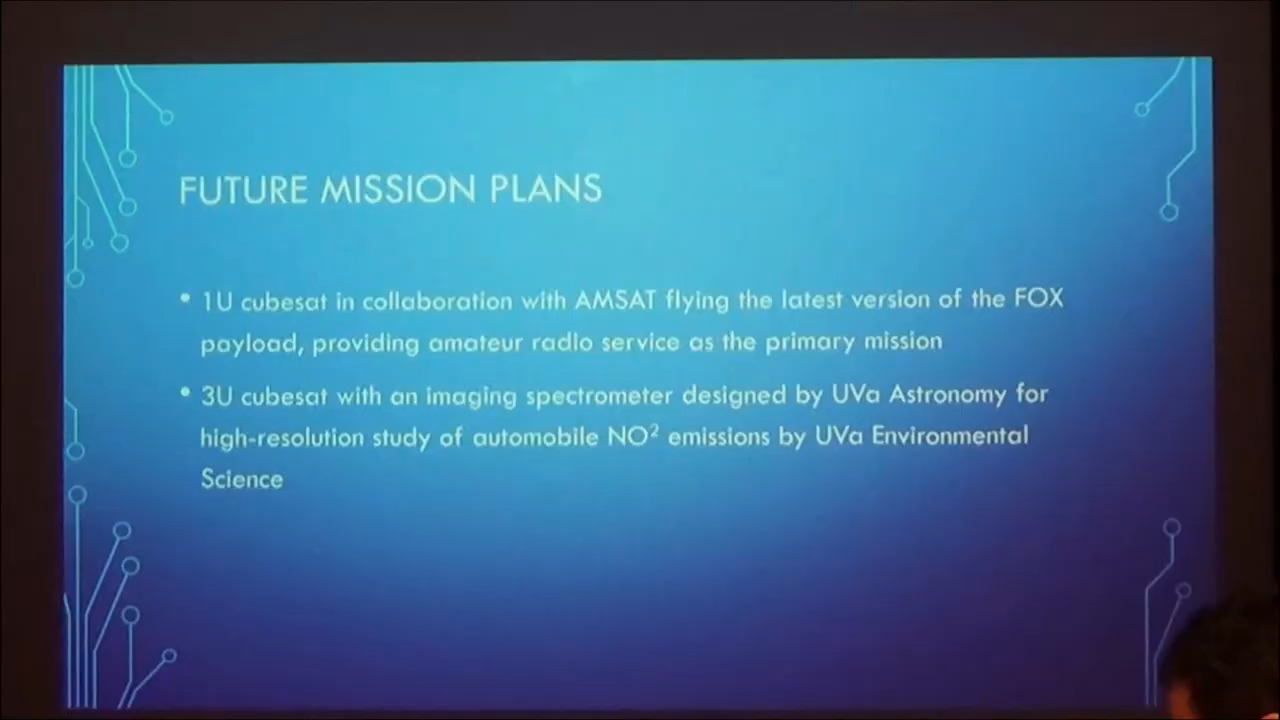 FUTURE MISSION PLANS
• 1U cubesat in collaboration with AMSAT flying the latest version of the FOX
payload, providing amateur radio service as the primary mission
• 3U cubesat with an imaging spectrometer designed by UVa Astronomy for
high-resolution study of automobile NO² emissions by UVa Environmental
Science